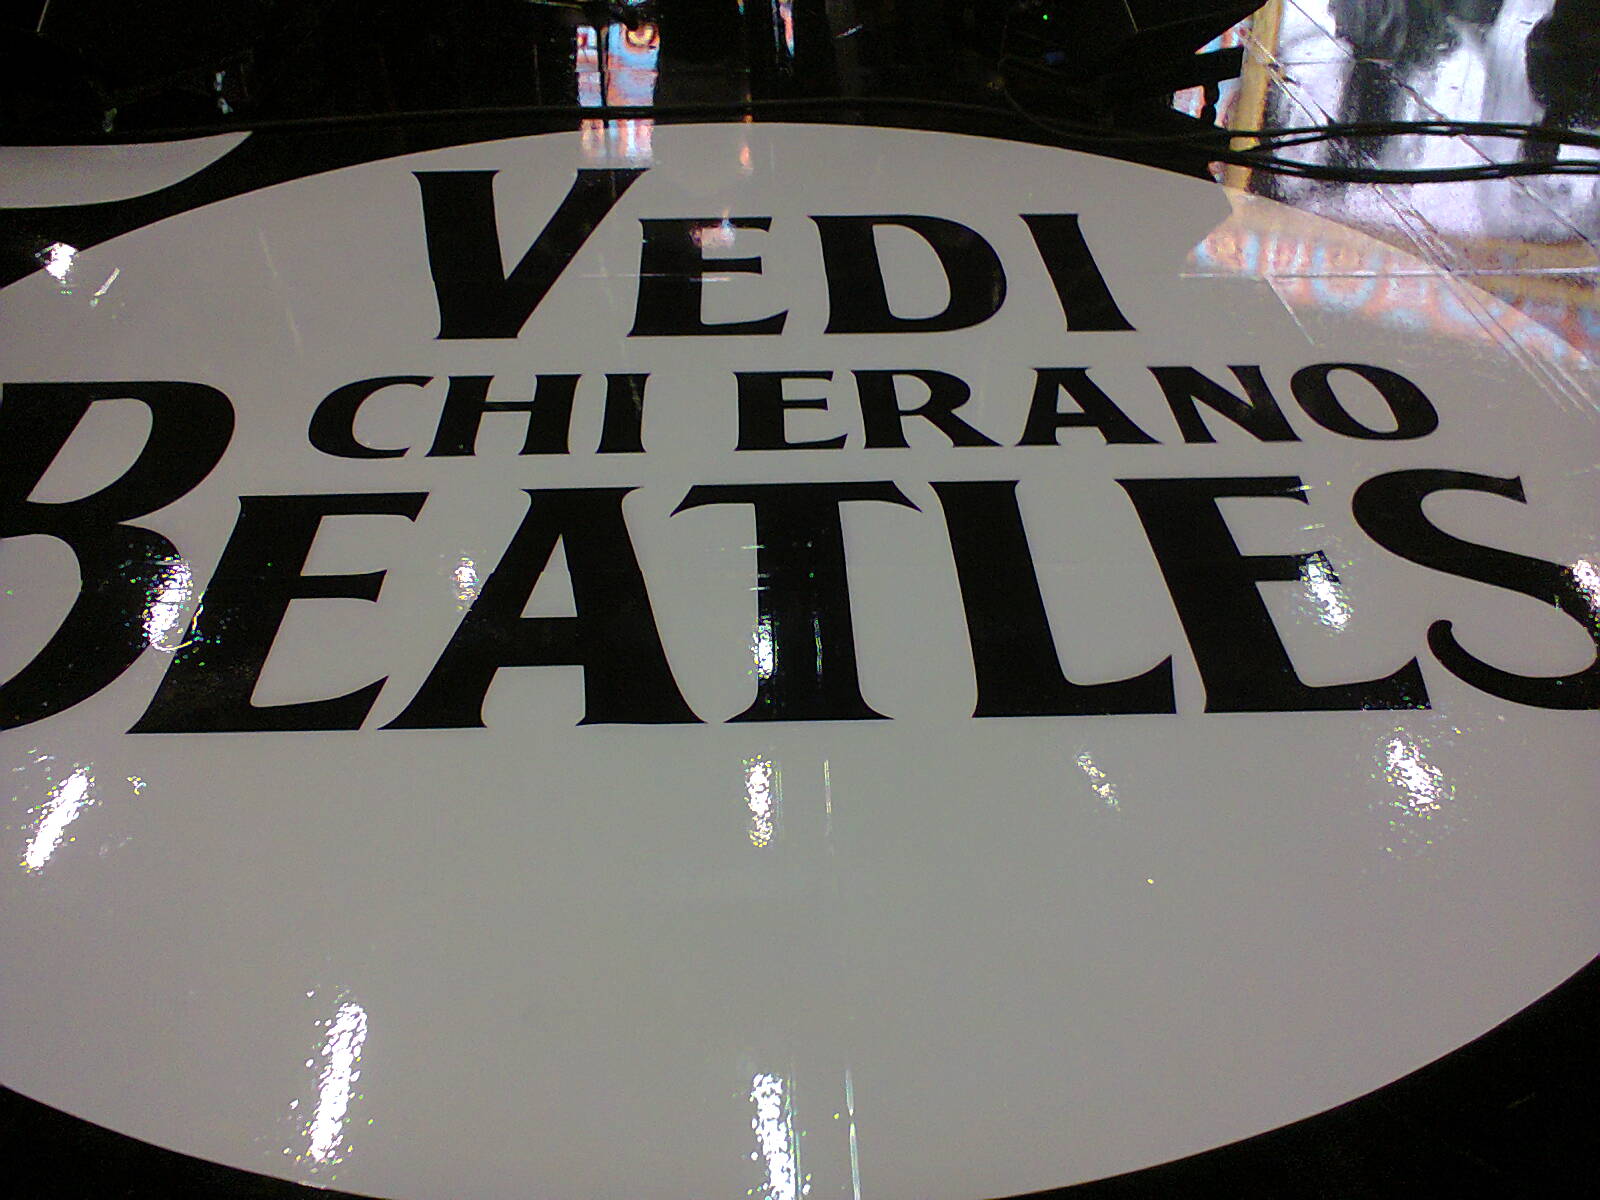 VEDI
CHI ERANO
BEATLES